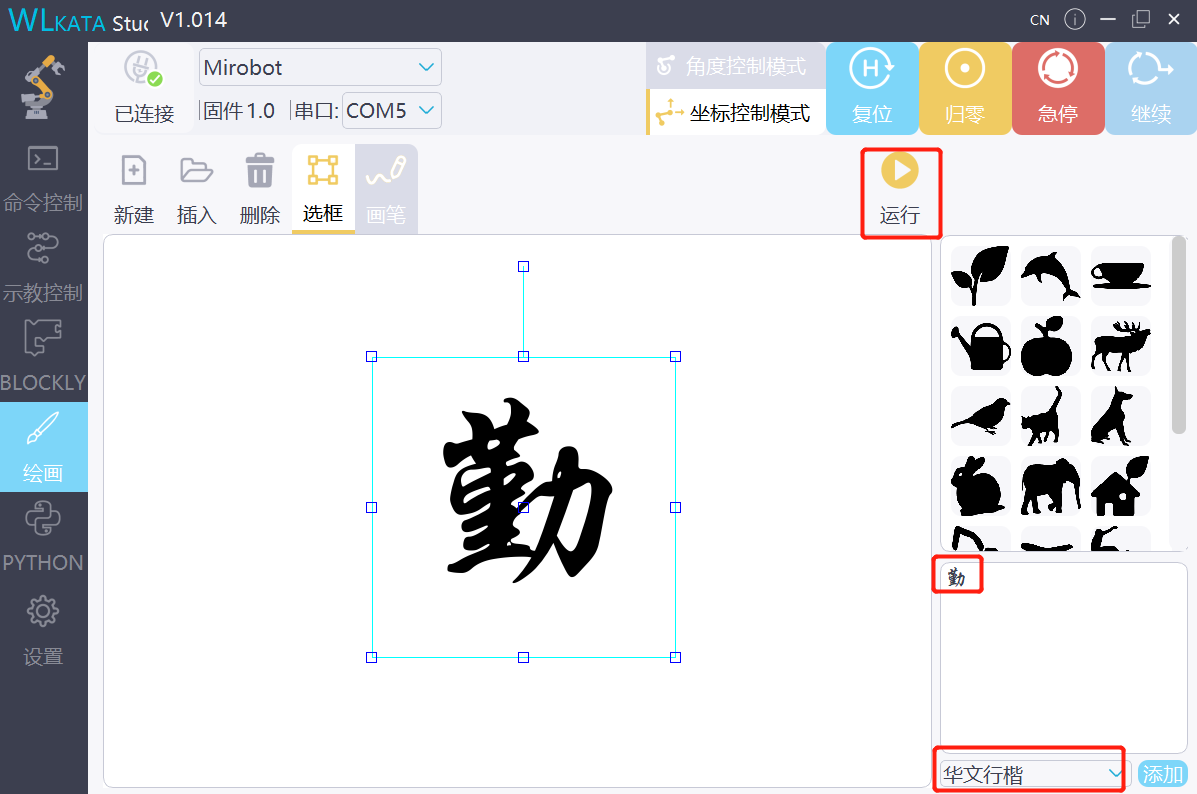 WLKATA Stuc V1.014
CN
Mirobot
角度控制模式
已连接
固件 1.0
串口:
COM5
坐标控制模式
H
复位
归零
急停
继续
命令控制
新建
插入
删除
选框
画笔
运行
示教控制
BLOCKLY
绘画
PYTHON
设置
勤
勤
华文行楷
添加